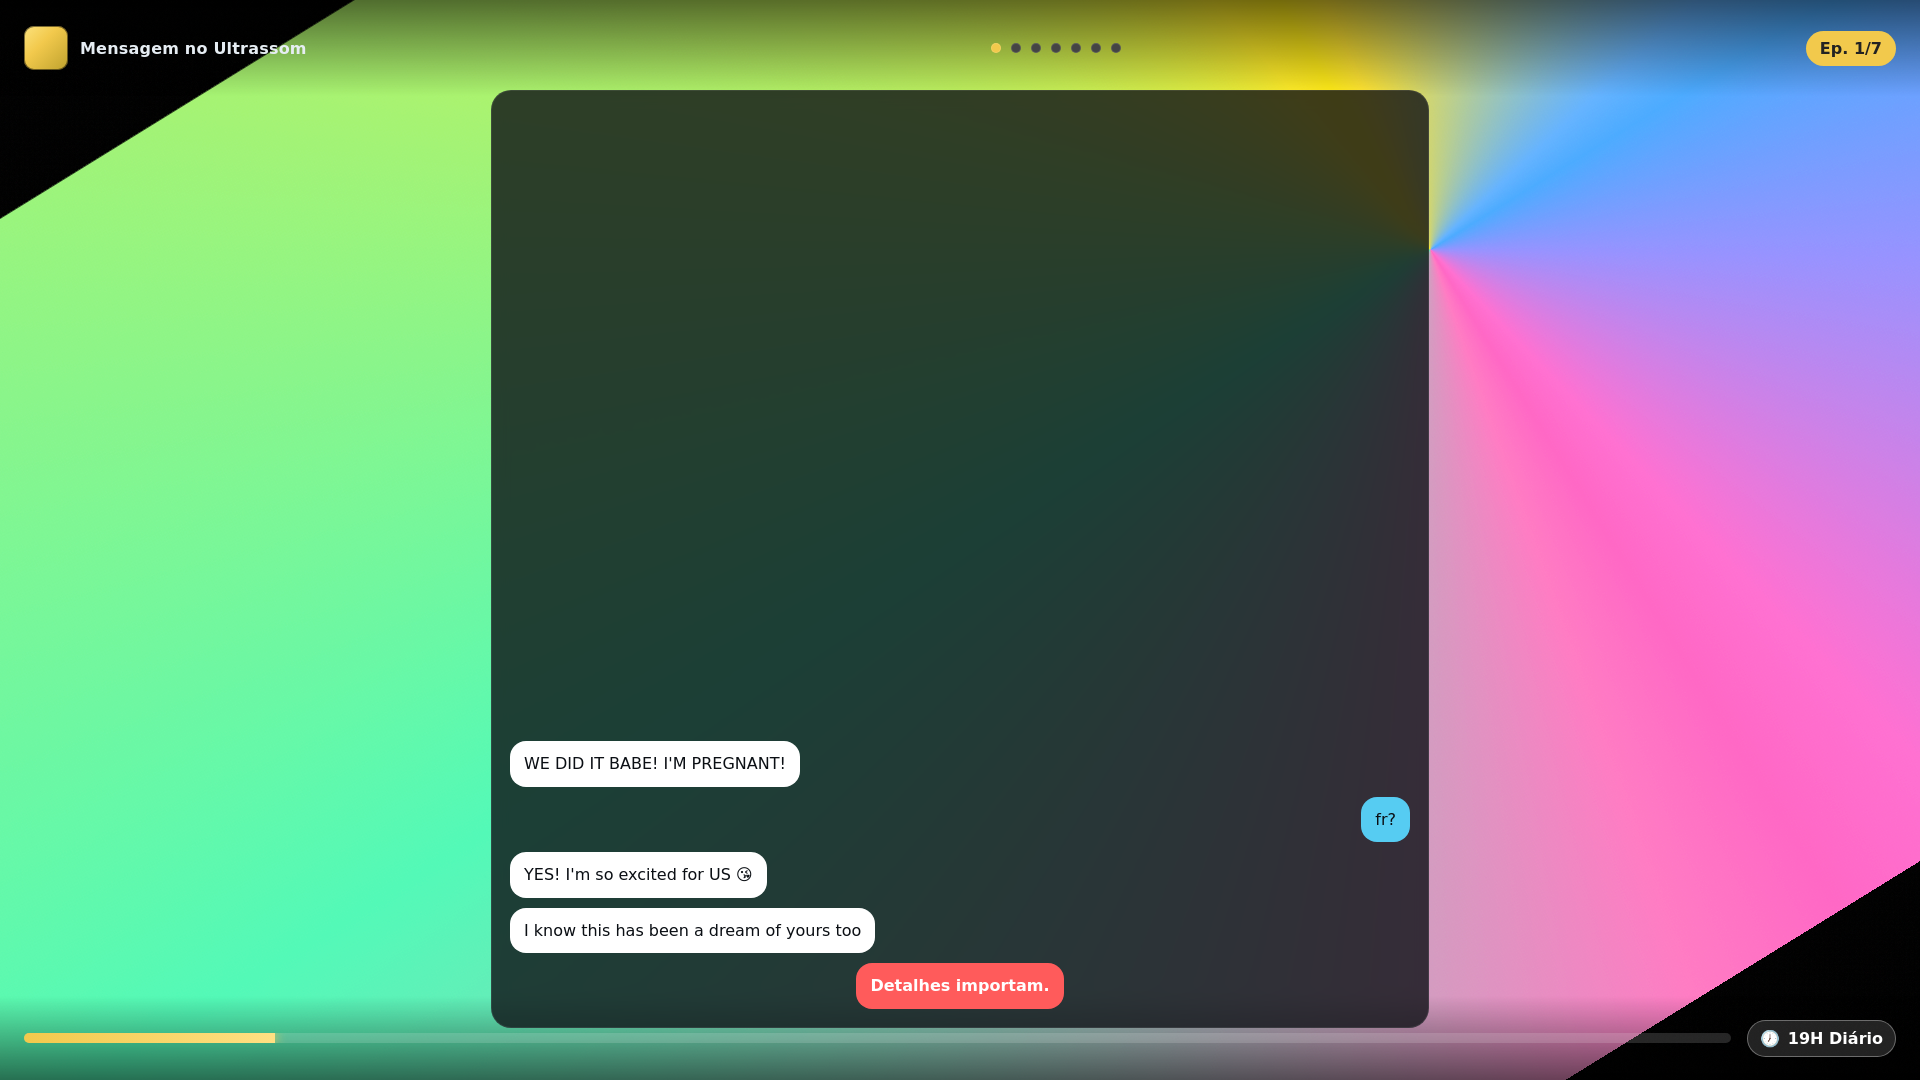 Mensagem no Ultrassom
Ep. 1/7
WE DID IT BABE! I'M PREGNANT!
fr?
YES! I'm so excited for US 😘
I know this has been a dream of yours too
Detalhes importam.
🕖 19H Diário